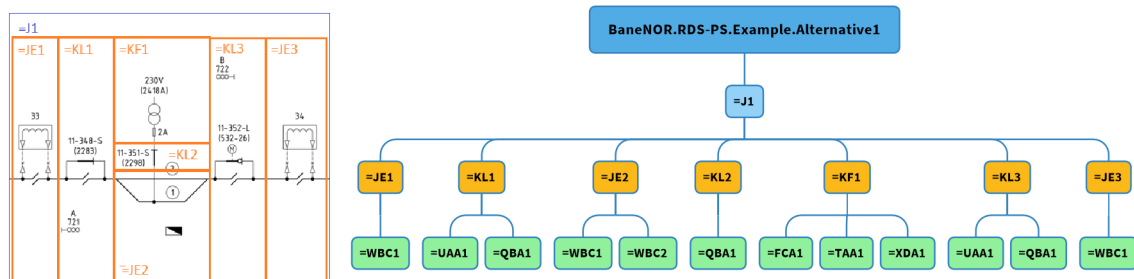 =J1
=JE1
=KL1
=KF1
=KL3
=JE3
B
722
230V
(2418A)
33
2A
11-352-L
(532-26)
34
11-348-S
(2283)
11-351-S
(2298)
=KL2
M
2
1
A
721
=JE2
BaneNOR.RDS-PS.Example.Alternative1
=J1
=JE1
=KL1
=JE2
=KL2
=KF1
=KL3
=JE3
=WBC1
=UAA1
=QBA1
=WBC1
=WBC2
=QBA1
=FCA1
=TAA1
=XDA1
=UAA1
=QBA1
=WBC1